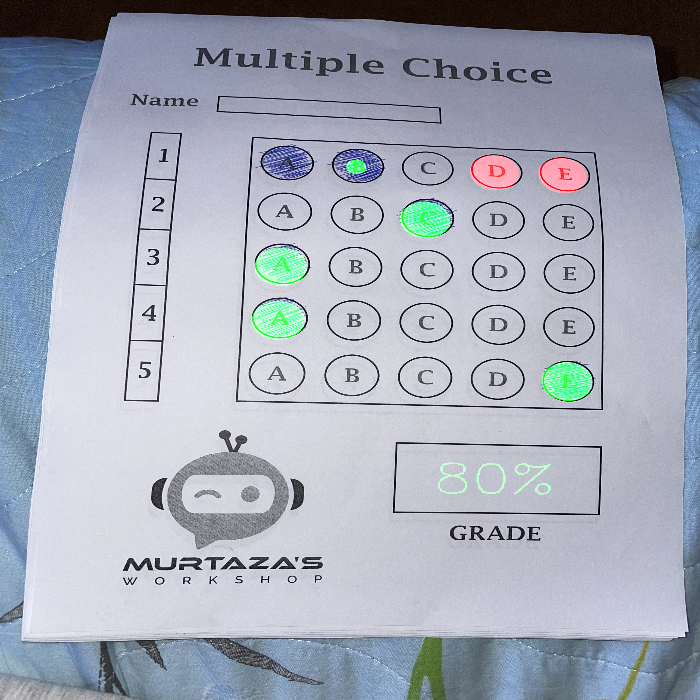 Multiple Choice
Name
1 A B C D E
2 A B C D E
3 A B C D E
4 A B C D E
5 A B C D E
80%
GRADE
MURTAZA'S
WORKSHOP